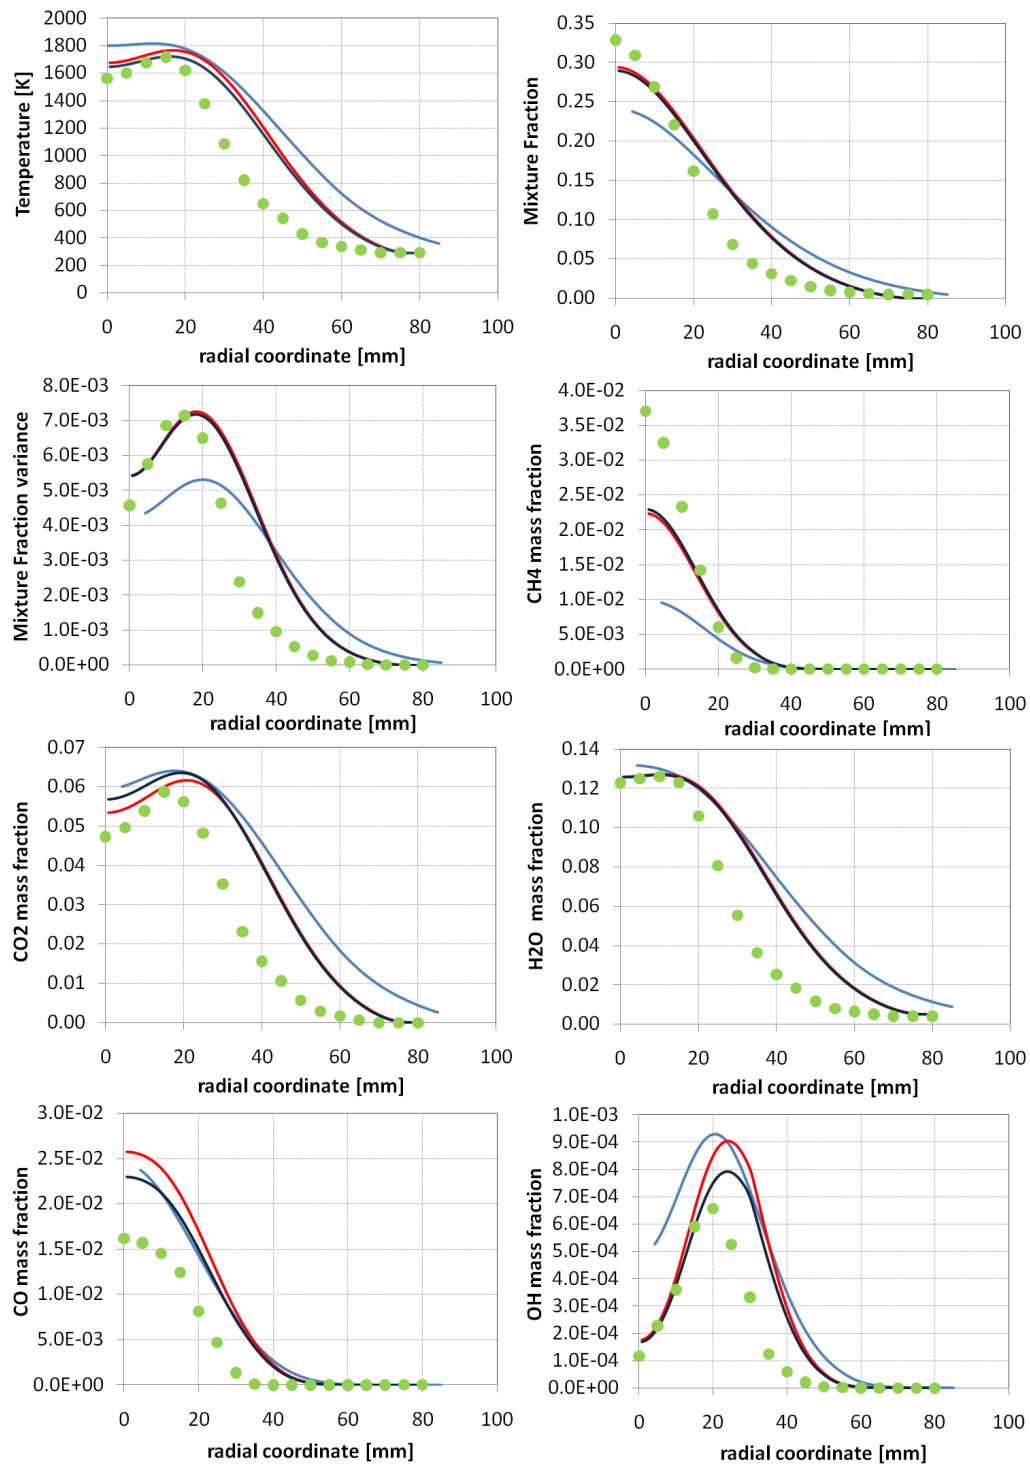 Temperature [K]
2000
1800
1600
1400
1200
1000
800
600
400
200
0
0 20 40 60 80 100
radial coordinate [mm]
Mixture Fraction
0.35
0.30
0.25
0.20
0.15
0.10
0.05
0.00
0 20 40 60 80 100
radial coordinate [mm]
Mixture Fraction variance
8.0E-03
7.0E-03
6.0E-03
5.0E-03
4.0E-03
3.0E-03
2.0E-03
1.0E-03
0.0E+00
0 20 40 60 80 100
radial coordinate [mm]
CH4 mass fraction
4.0E-02
3.5E-02
3.0E-02
2.5E-02
2.0E-02
1.5E-02
1.0E-02
5.0E-03
0.0E+00
0 20 40 60 80 100
radial coordinate [mm]
CO2 mass fraction
0.07
0.06
0.05
0.04
0.03
0.02
0.01
0.00
0 20 40 60 80 100
radial coordinate [mm]
H2O mass fraction
0.14
0.12
0.10
0.08
0.06
0.04
0.02
0.00
0 20 40 60 80 100
radial coordinate [mm]
CO mass fraction
3.0E-02
2.5E-02
2.0E-02
1.5E-02
1.0E-02
5.0E-03
0.0E+00
0 20 40 60 80 100
radial coordinate [mm]
OH mass fraction
1.0E-03
9.0E-04
8.0E-04
7.0E-04
6.0E-04
5.0E-04
4.0E-04
3.0E-04
2.0E-04
1.0E-04
0.0E+00
0 20 40 60 80 100
radial coordinate [mm]